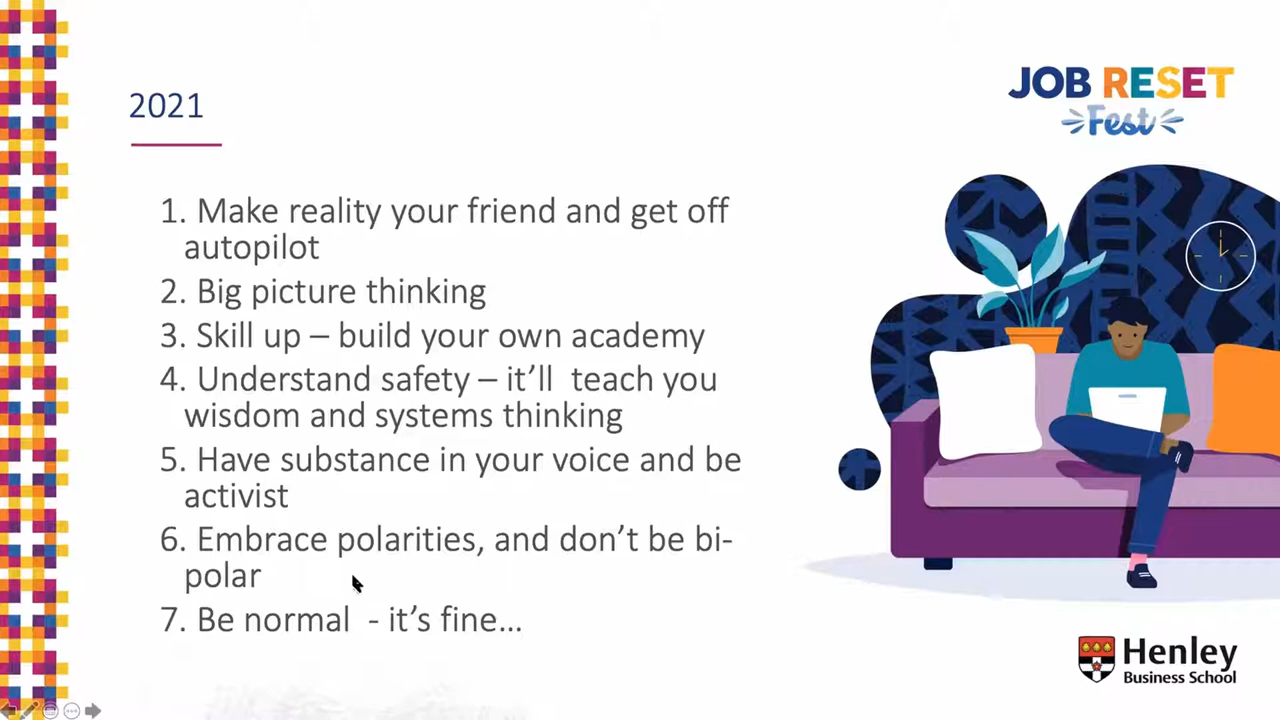 2021
JOB RESET
Fest
1. Make reality your friend and get off
autopilot
2. Big picture thinking
3. Skill up – build your own academy
4. Understand safety – it’ll  teach you
wisdom and systems thinking
5. Have substance in your voice and be
activist
6. Embrace polarities, and don’t be bi-
polar
7. Be normal  - it’s fine…
Henley
Business School